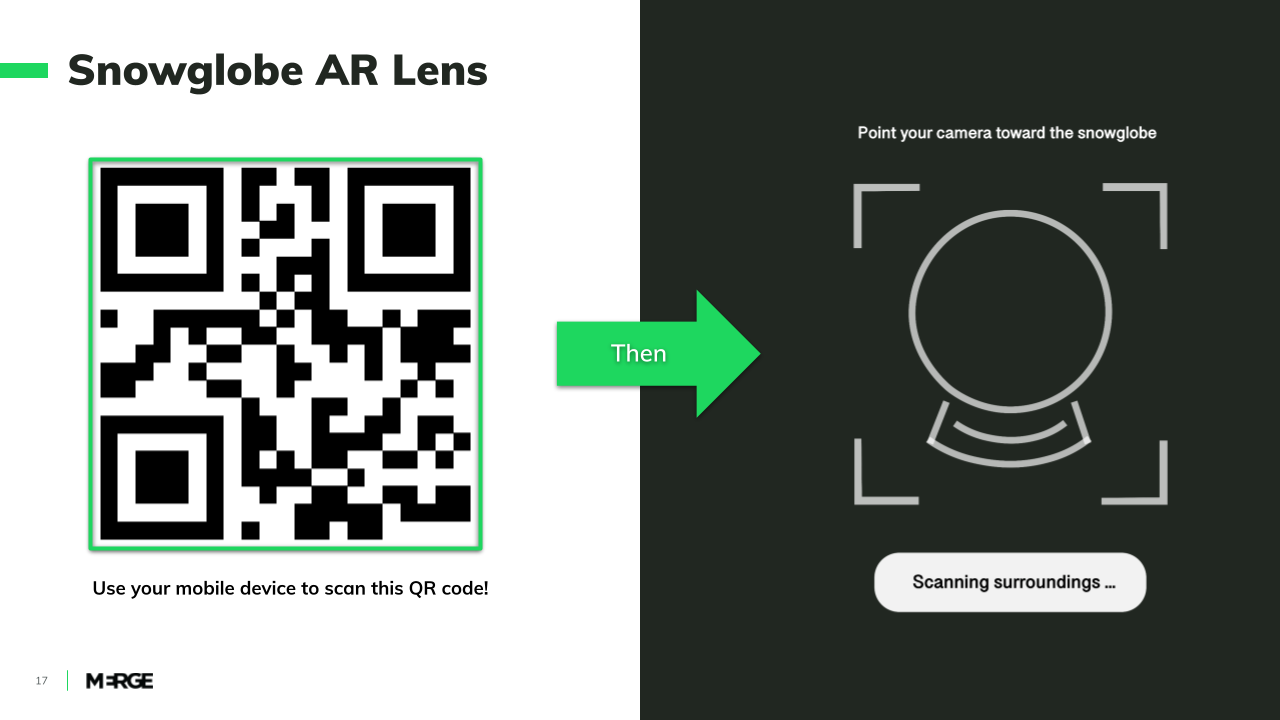 Snowglobe AR Lens
Use your mobile device to scan this QR code!
17
MERGE
Then
Point your camera toward the snowglobe
Scanning surroundings ...